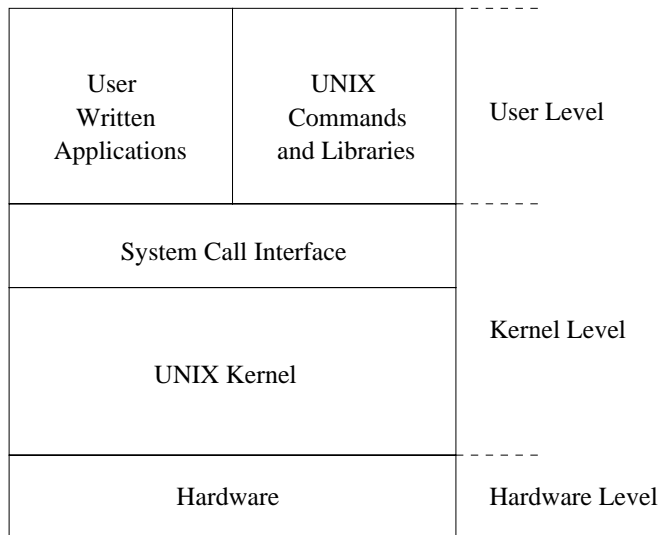 User
Written
Applications
UNIX
Commands
and Libraries
User Level
System Call Interface
Kernel Level
UNIX Kernel
Hardware
Hardware Level